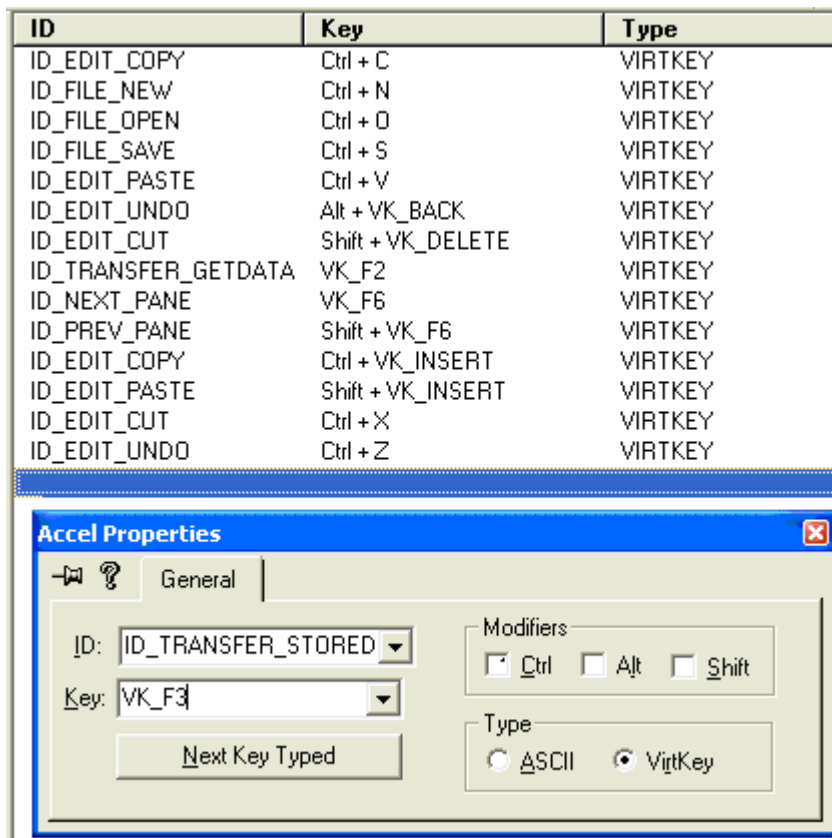 ID Key Type
ID_EDIT_COPY Ctrl + C VIRTKEY
ID_FILE_NEW Ctrl + N VIRTKEY
ID_FILE_OPEN Ctrl + O VIRTKEY
ID_FILE_SAVE Ctrl + S VIRTKEY
ID_EDIT_PASTE Ctrl + V VIRTKEY
ID_EDIT_UNDO Alt + VK_BACK VIRTKEY
ID_EDIT_CUT Shift + VK_DELETE VIRTKEY
ID_TRANSFER_GETDATA VK_F2 VIRTKEY
ID_NEXT_PANE VK_F6 VIRTKEY
ID_PREV_PANE Shift + VK_F6 VIRTKEY
ID_EDIT_COPY Ctrl + VK_INSERT VIRTKEY
ID_EDIT_PASTE Shift + VK_INSERT VIRTKEY
ID_EDIT_CUT Ctrl + X VIRTKEY
ID_EDIT_UNDO Ctrl + Z VIRTKEY
Accel Properties
General
ID: ID_TRANSFER_STORED
Key: VK_F3
Next Key Typed
Modifiers
Ctrl Alt Shift
Type
ASCII VirtKey